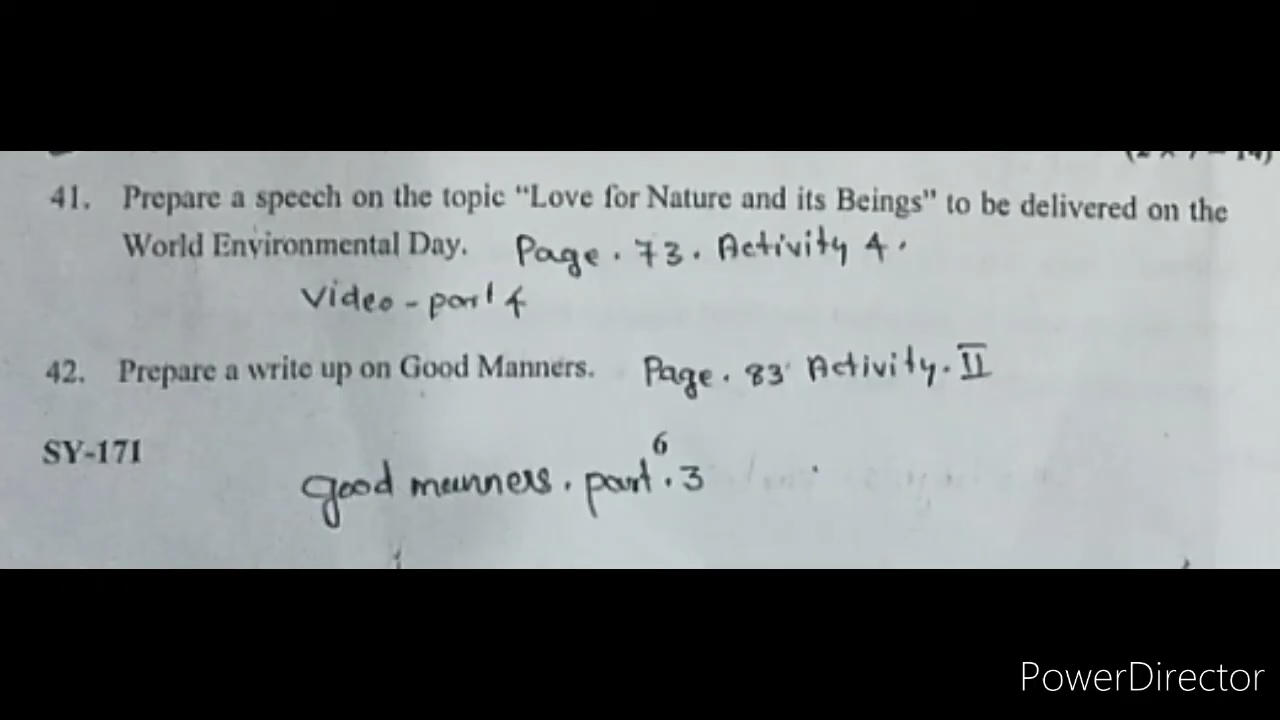 41. Prepare a speech on the topic “Love for Nature and its Beings” to be delivered on the
World Environmental Day. Page . 73 . Activity 4 .
Video - part 4
42. Prepare a write up on Good Manners. Page . 83 Activity . II
SY-171
6
good manners . part . 3
PowerDirector